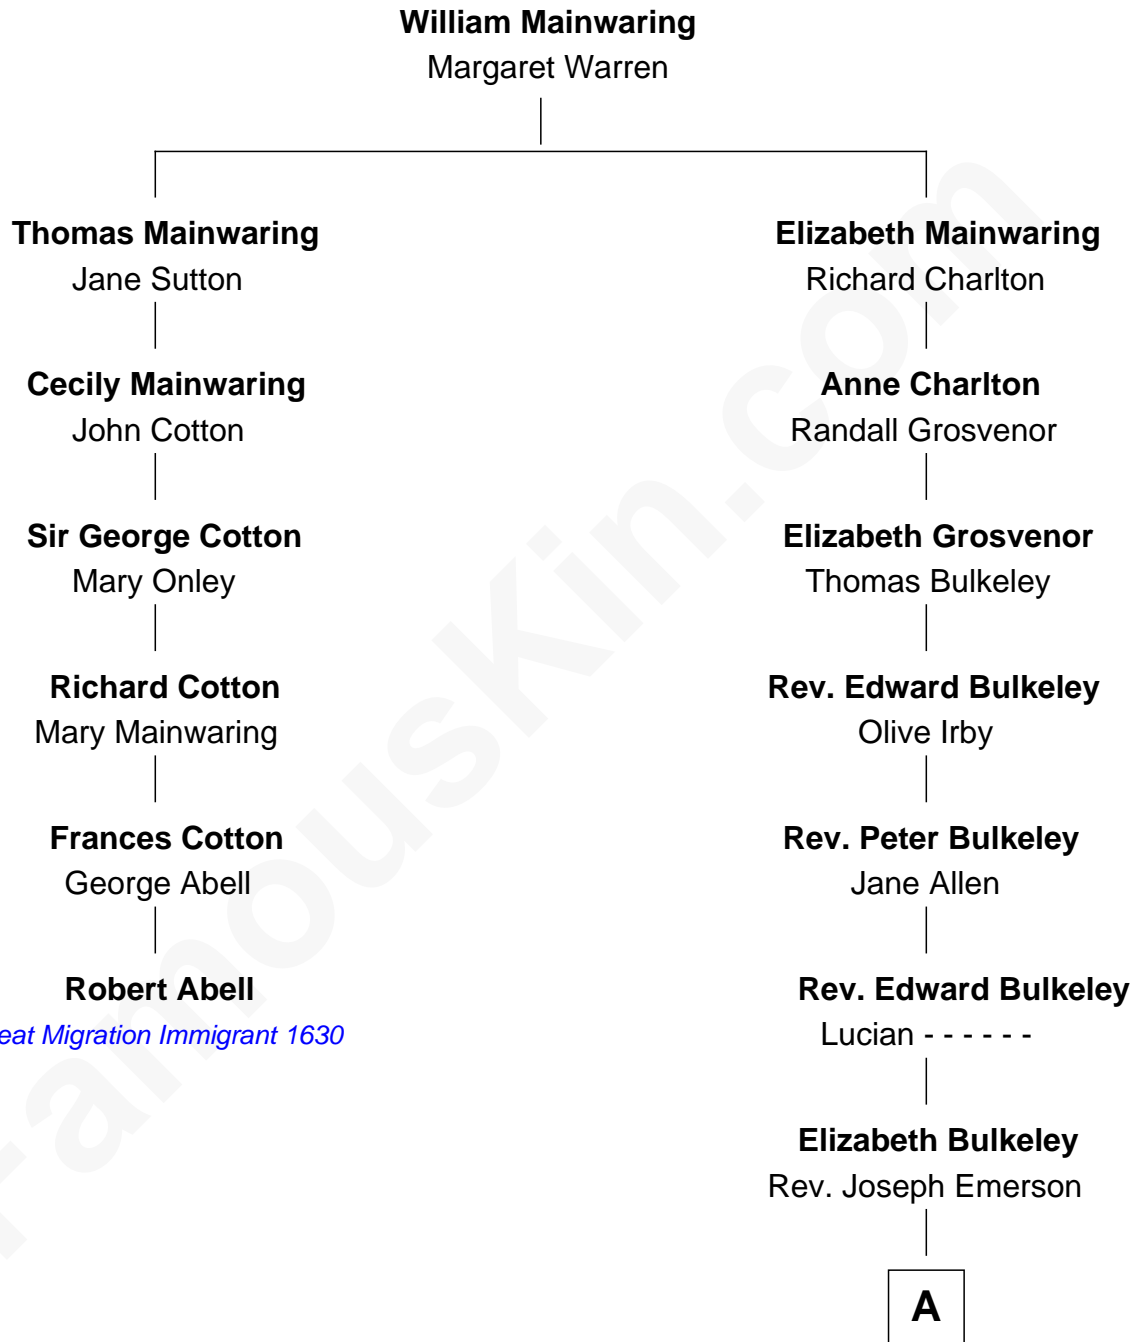 William Mainwaring
Margaret Warren
Thomas Mainwaring
Jane Sutton
Cecily Mainwaring
John Cotton
Sir George Cotton
Mary Onley
Richard Cotton
Mary Mainwaring
Frances Cotton
George Abell
Robert Abell
eat Migration Immigrant 1630
Elizabeth Mainwaring
Richard Charlton
Anne Charlton
Randall Grosvenor
Elizabeth Grosvenor
Thomas Bulkeley
Rev. Edward Bulkeley
Olive Irby
Rev. Peter Bulkeley
Jane Allen
Rev. Edward Bulkeley
Lucian - - - - - -
Elizabeth Bulkeley
Rev. Joseph Emerson
A
FamousKin.com